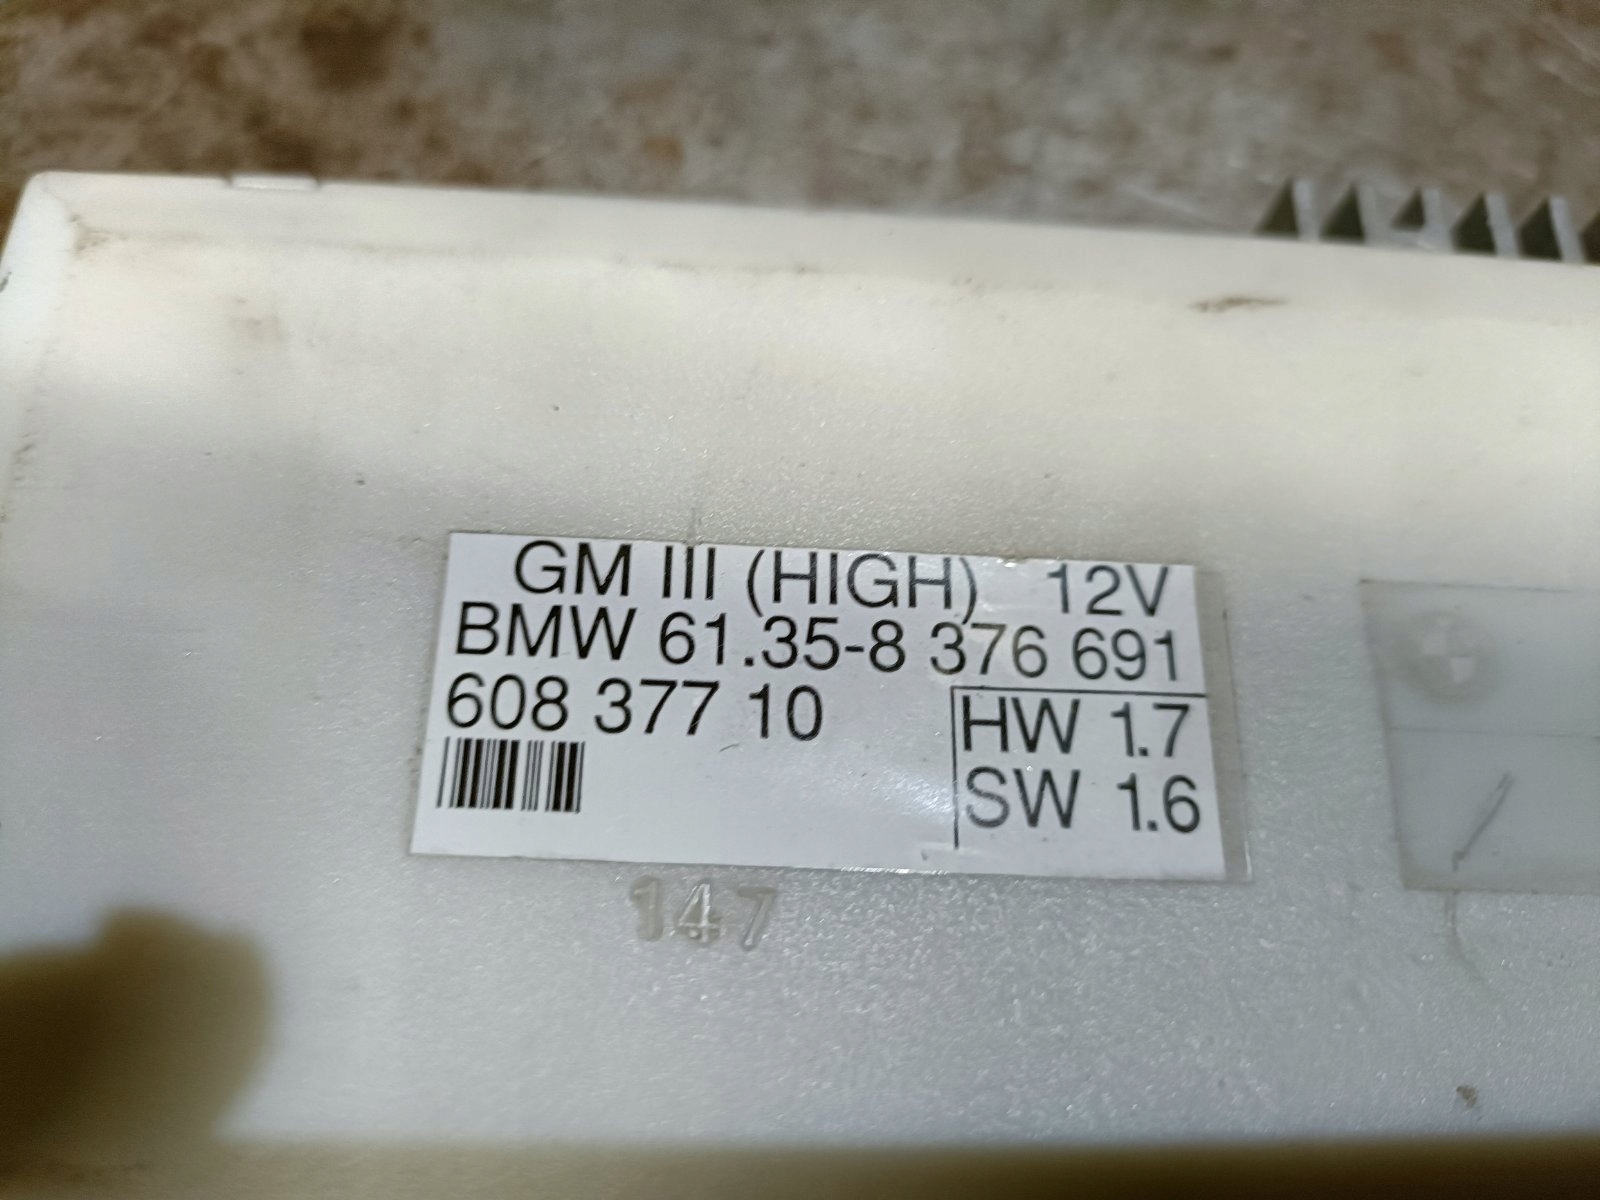 GM III (HIGH) 12V
BMW 61.35-8 376 691
608 377 10
HW 1.7
SW 1.6
147